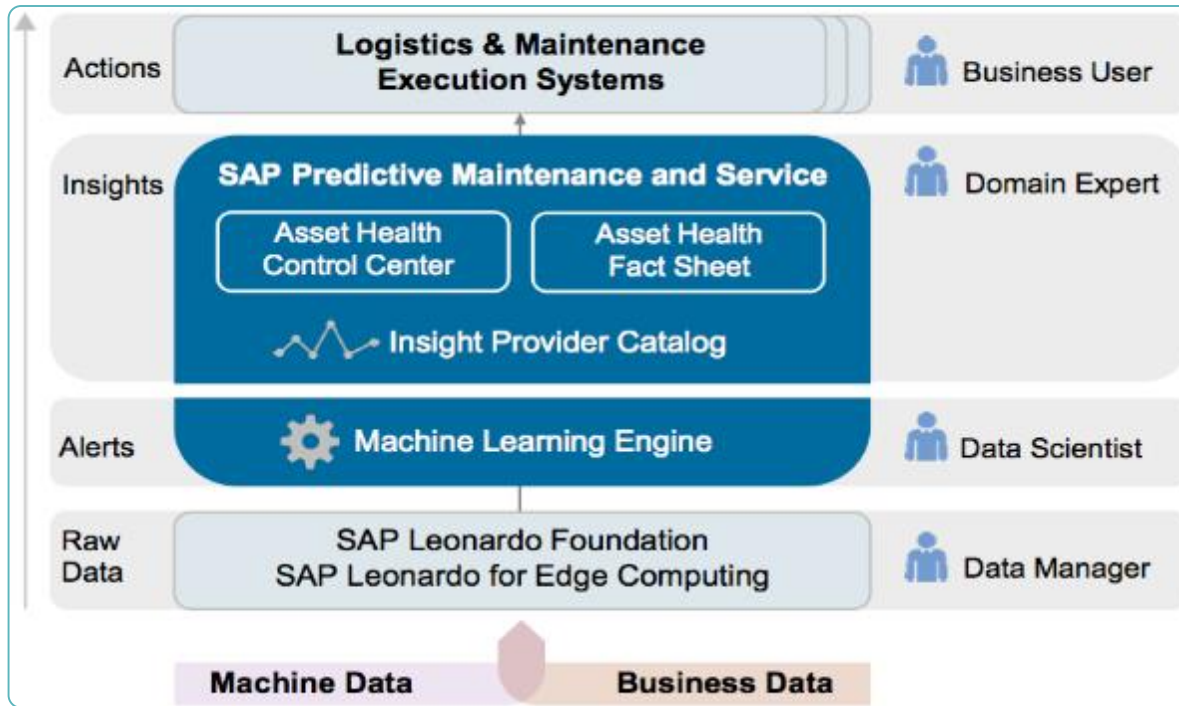 Actions
Logistics & Maintenance
Execution Systems
Business User
Insights
SAP Predictive Maintenance and Service
Asset Health
Control Center
Asset Health
Fact Sheet
Insight Provider Catalog
Domain Expert
Alerts
Machine Learning Engine
Data Scientist
Raw
Data
SAP Leonardo Foundation
SAP Leonardo for Edge Computing
Data Manager
Machine Data
Business Data